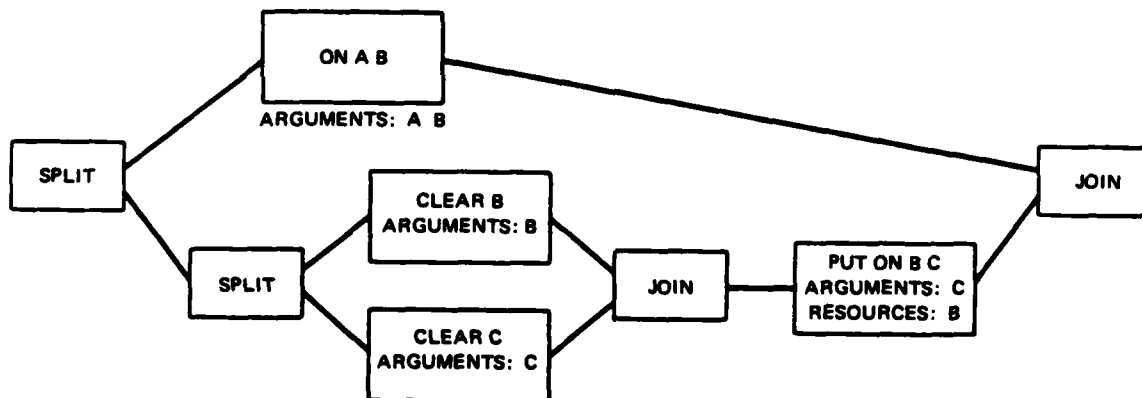 ON A B
ARGUMENTS: A B
SPLIT
JOIN
CLEAR B
ARGUMENTS: B
SPLIT
JOIN
PUT ON B C
ARGUMENTS: C
RESOURCES: B
CLEAR C
ARGUMENTS: C